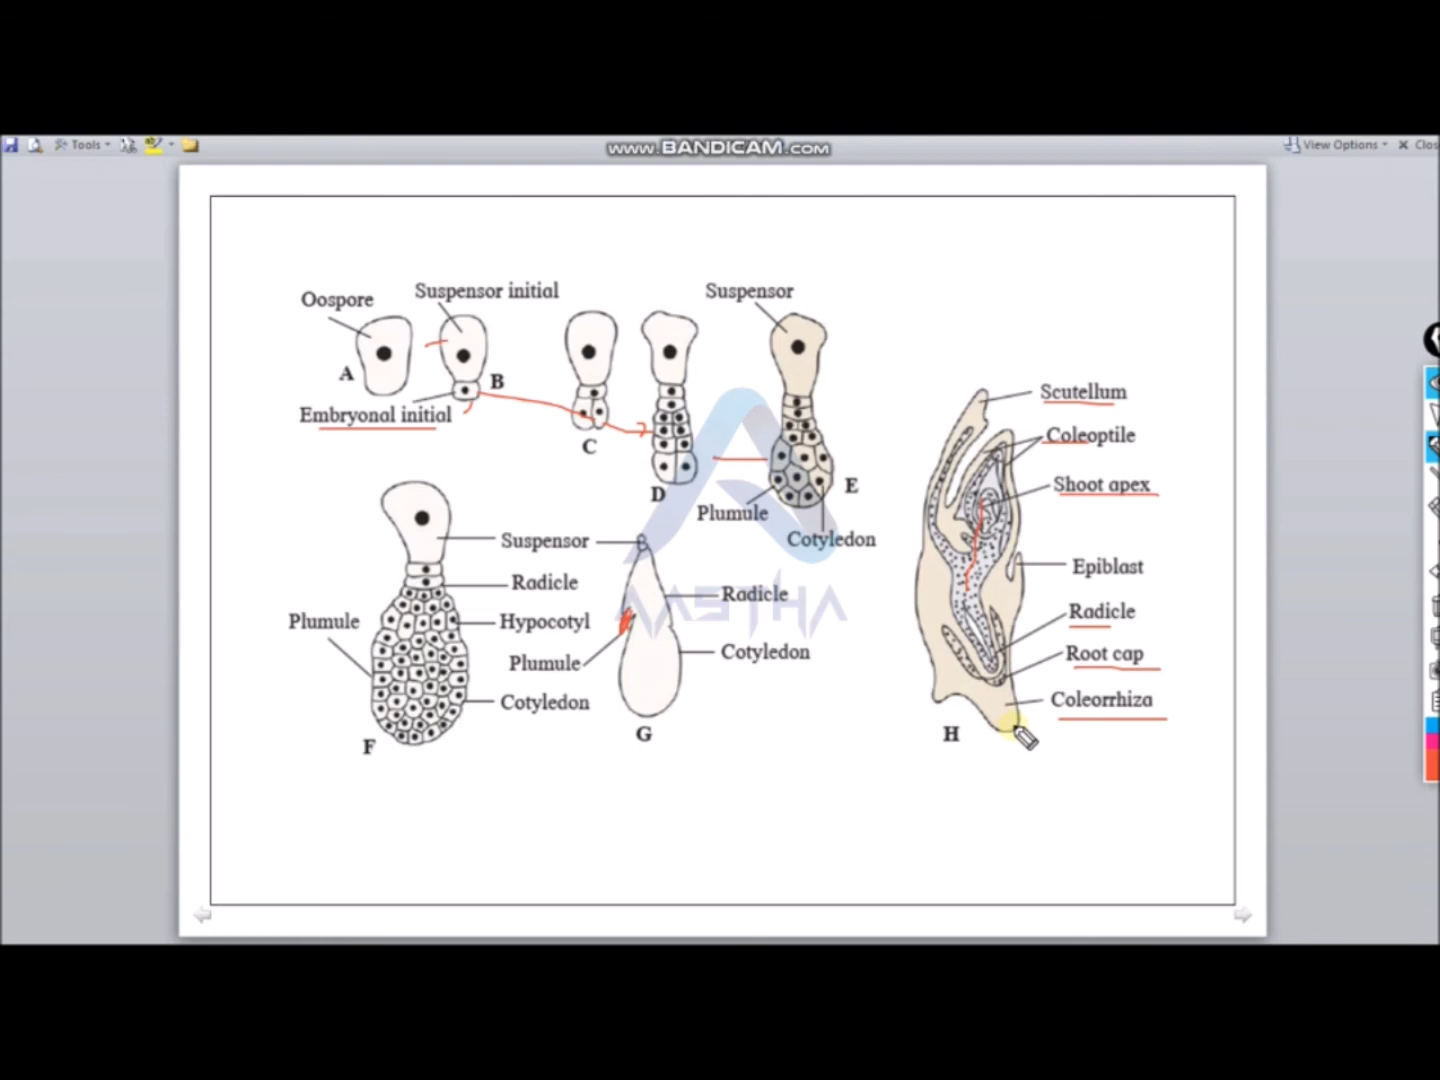 Tools
www.BANDICAM.com
View Options
Clos
Oospore
Suspensor initial
Suspensor
A
B
Embryonal initial
C
D
E
Plumule
Cotyledon
Scutellum
Coleoptile
Shoot apex
Epiblast
Radicle
Root cap
Coleorrhiza
H
Suspensor
Radicle
Plumule
Hypocotyl
Plumule
Cotyledon
F
Radicle
Cotyledon
G
AASTHA